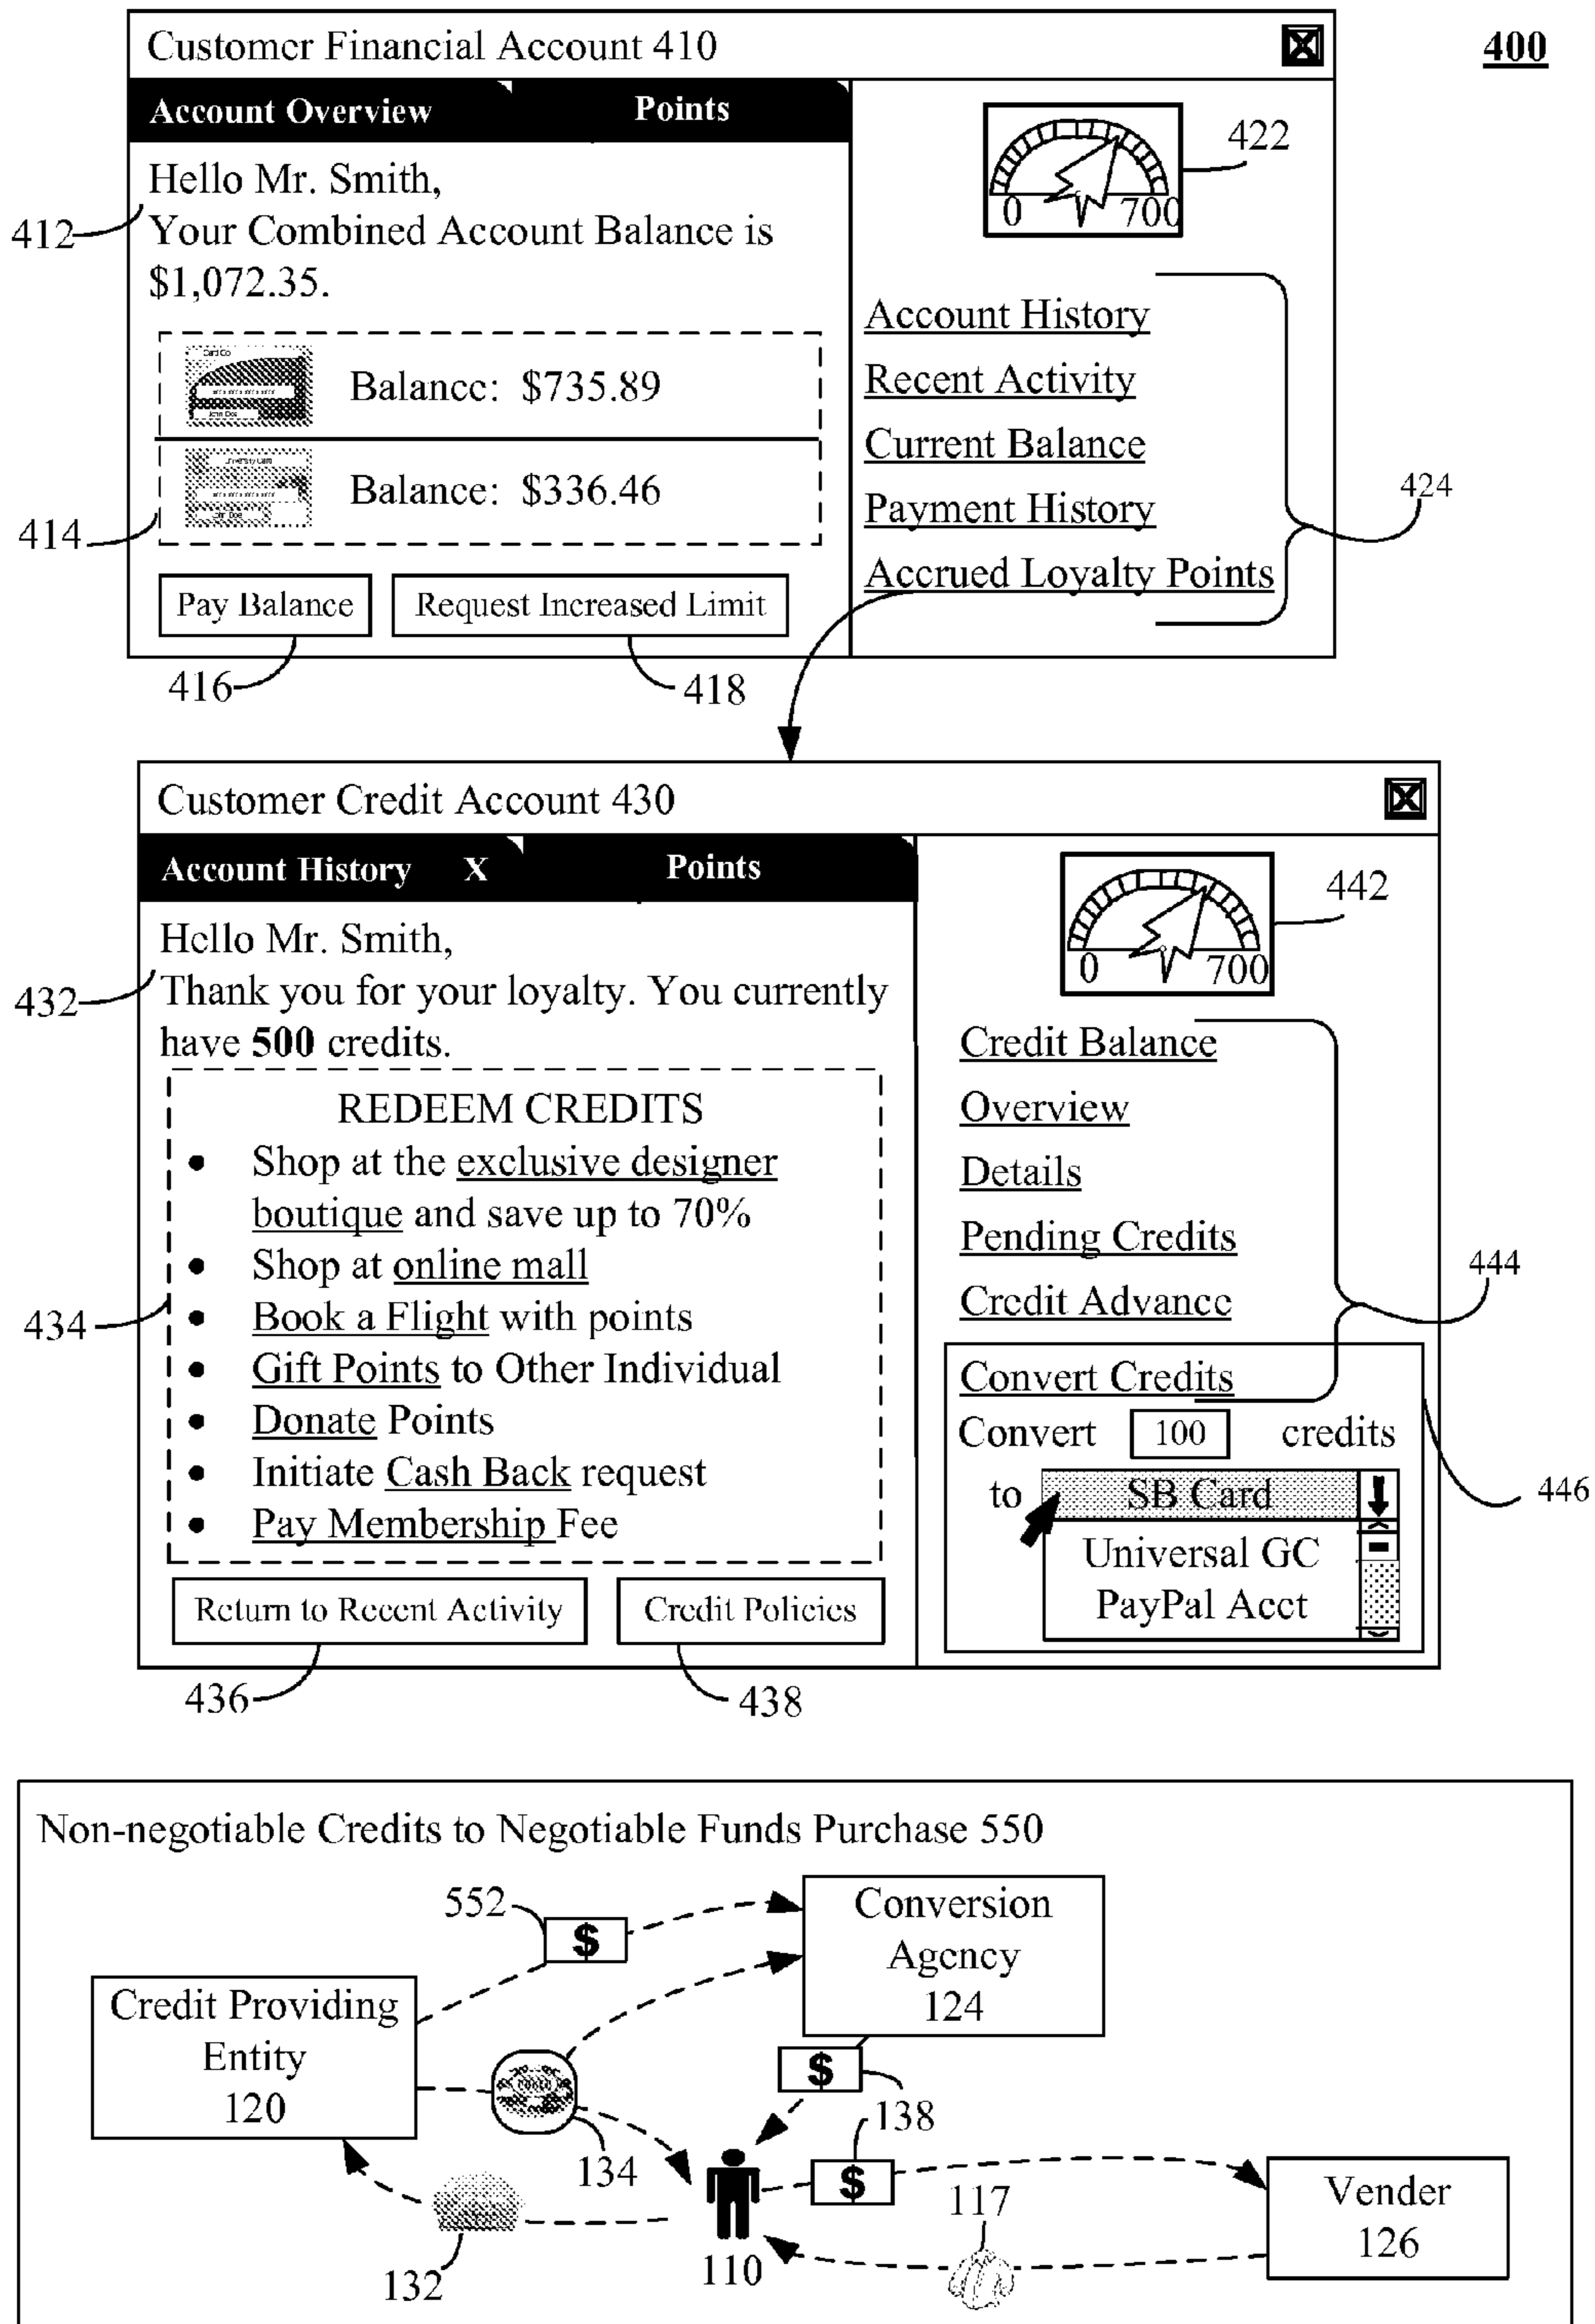 400
Customer Financial Account 410
Account Overview
Points
Hello Mr. Smith,
Your Combined Account Balance is
$1,072.35.
412
Card Co
John Doe
Balance: $735.89
Balance: $336.46
414
Pay Balance
Request Increased Limit
416
418
0
700
422
Account History
Recent Activity
Current Balance
Payment History
Accrued Loyalty Points
424
Customer Credit Account 430
Account History X
Points
Hello Mr. Smith,
Thank you for your loyalty. You currently
have 500 credits.
432
REDEEM CREDITS
• Shop at the exclusive designer
boutique and save up to 70%
• Shop at online mall
• Book a Flight with points
• Gift Points to Other Individual
• Donate Points
• Initiate Cash Back request
• Pay Membership Fee
434
Return to Recent Activity
Credit Policies
436
438
0
700
442
Credit Balance
Overview
Details
Pending Credits
Credit Advance
444
Convert Credits
Convert 100 credits
to SB Card
Universal GC
PayPal Acct
446
Non-negotiable Credits to Negotiable Funds Purchase 550
552
$
Conversion
Agency
124
Credit Providing
Entity
120
134
$
138
$
132
110
117
Vender
126